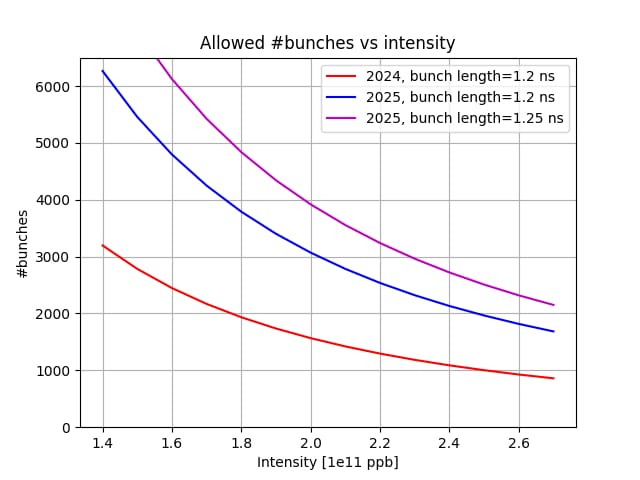 Allowed #bunches vs intensity
2024, bunch length=1.2 ns
2025, bunch length=1.2 ns
2025, bunch length=1.25 ns
6000
5000
4000
3000
2000
1000
0
#bunches
1.4 1.6 1.8 2.0 2.2 2.4 2.6
Intensity [1e11 ppb]